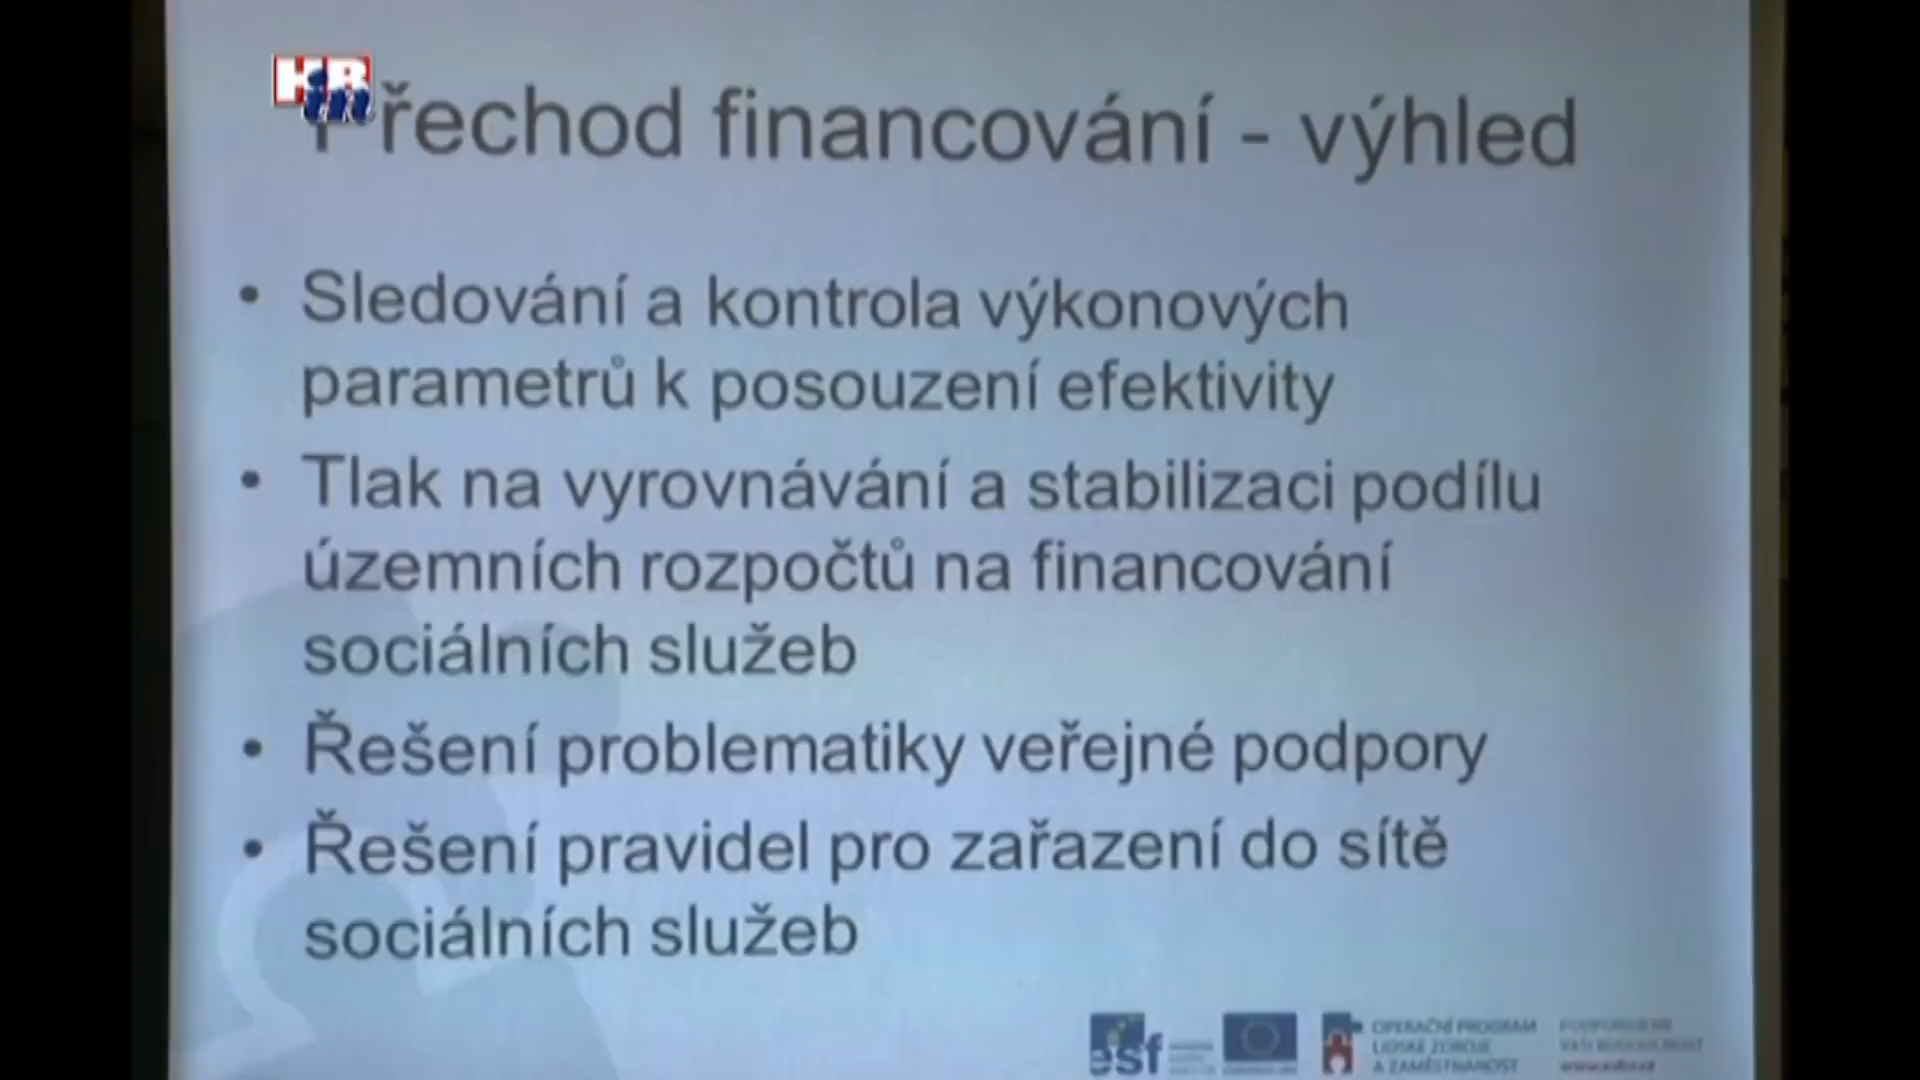 HB
in
Přechod financování - výhled
• Sledování a kontrola výkonových
parametrů k posouzení efektivity
• Tlak na vyrovnávání a stabilizaci podílu
územních rozpočtů na financování
sociálních služeb
• Řešení problematiky veřejné podpory
• Řešení pravidel pro zařazení do sítě
sociálních služeb
esf
OPERAČNÍ PROGRAM
LIDSKÉ ZDROJE
A ZAMĚSTNANOST